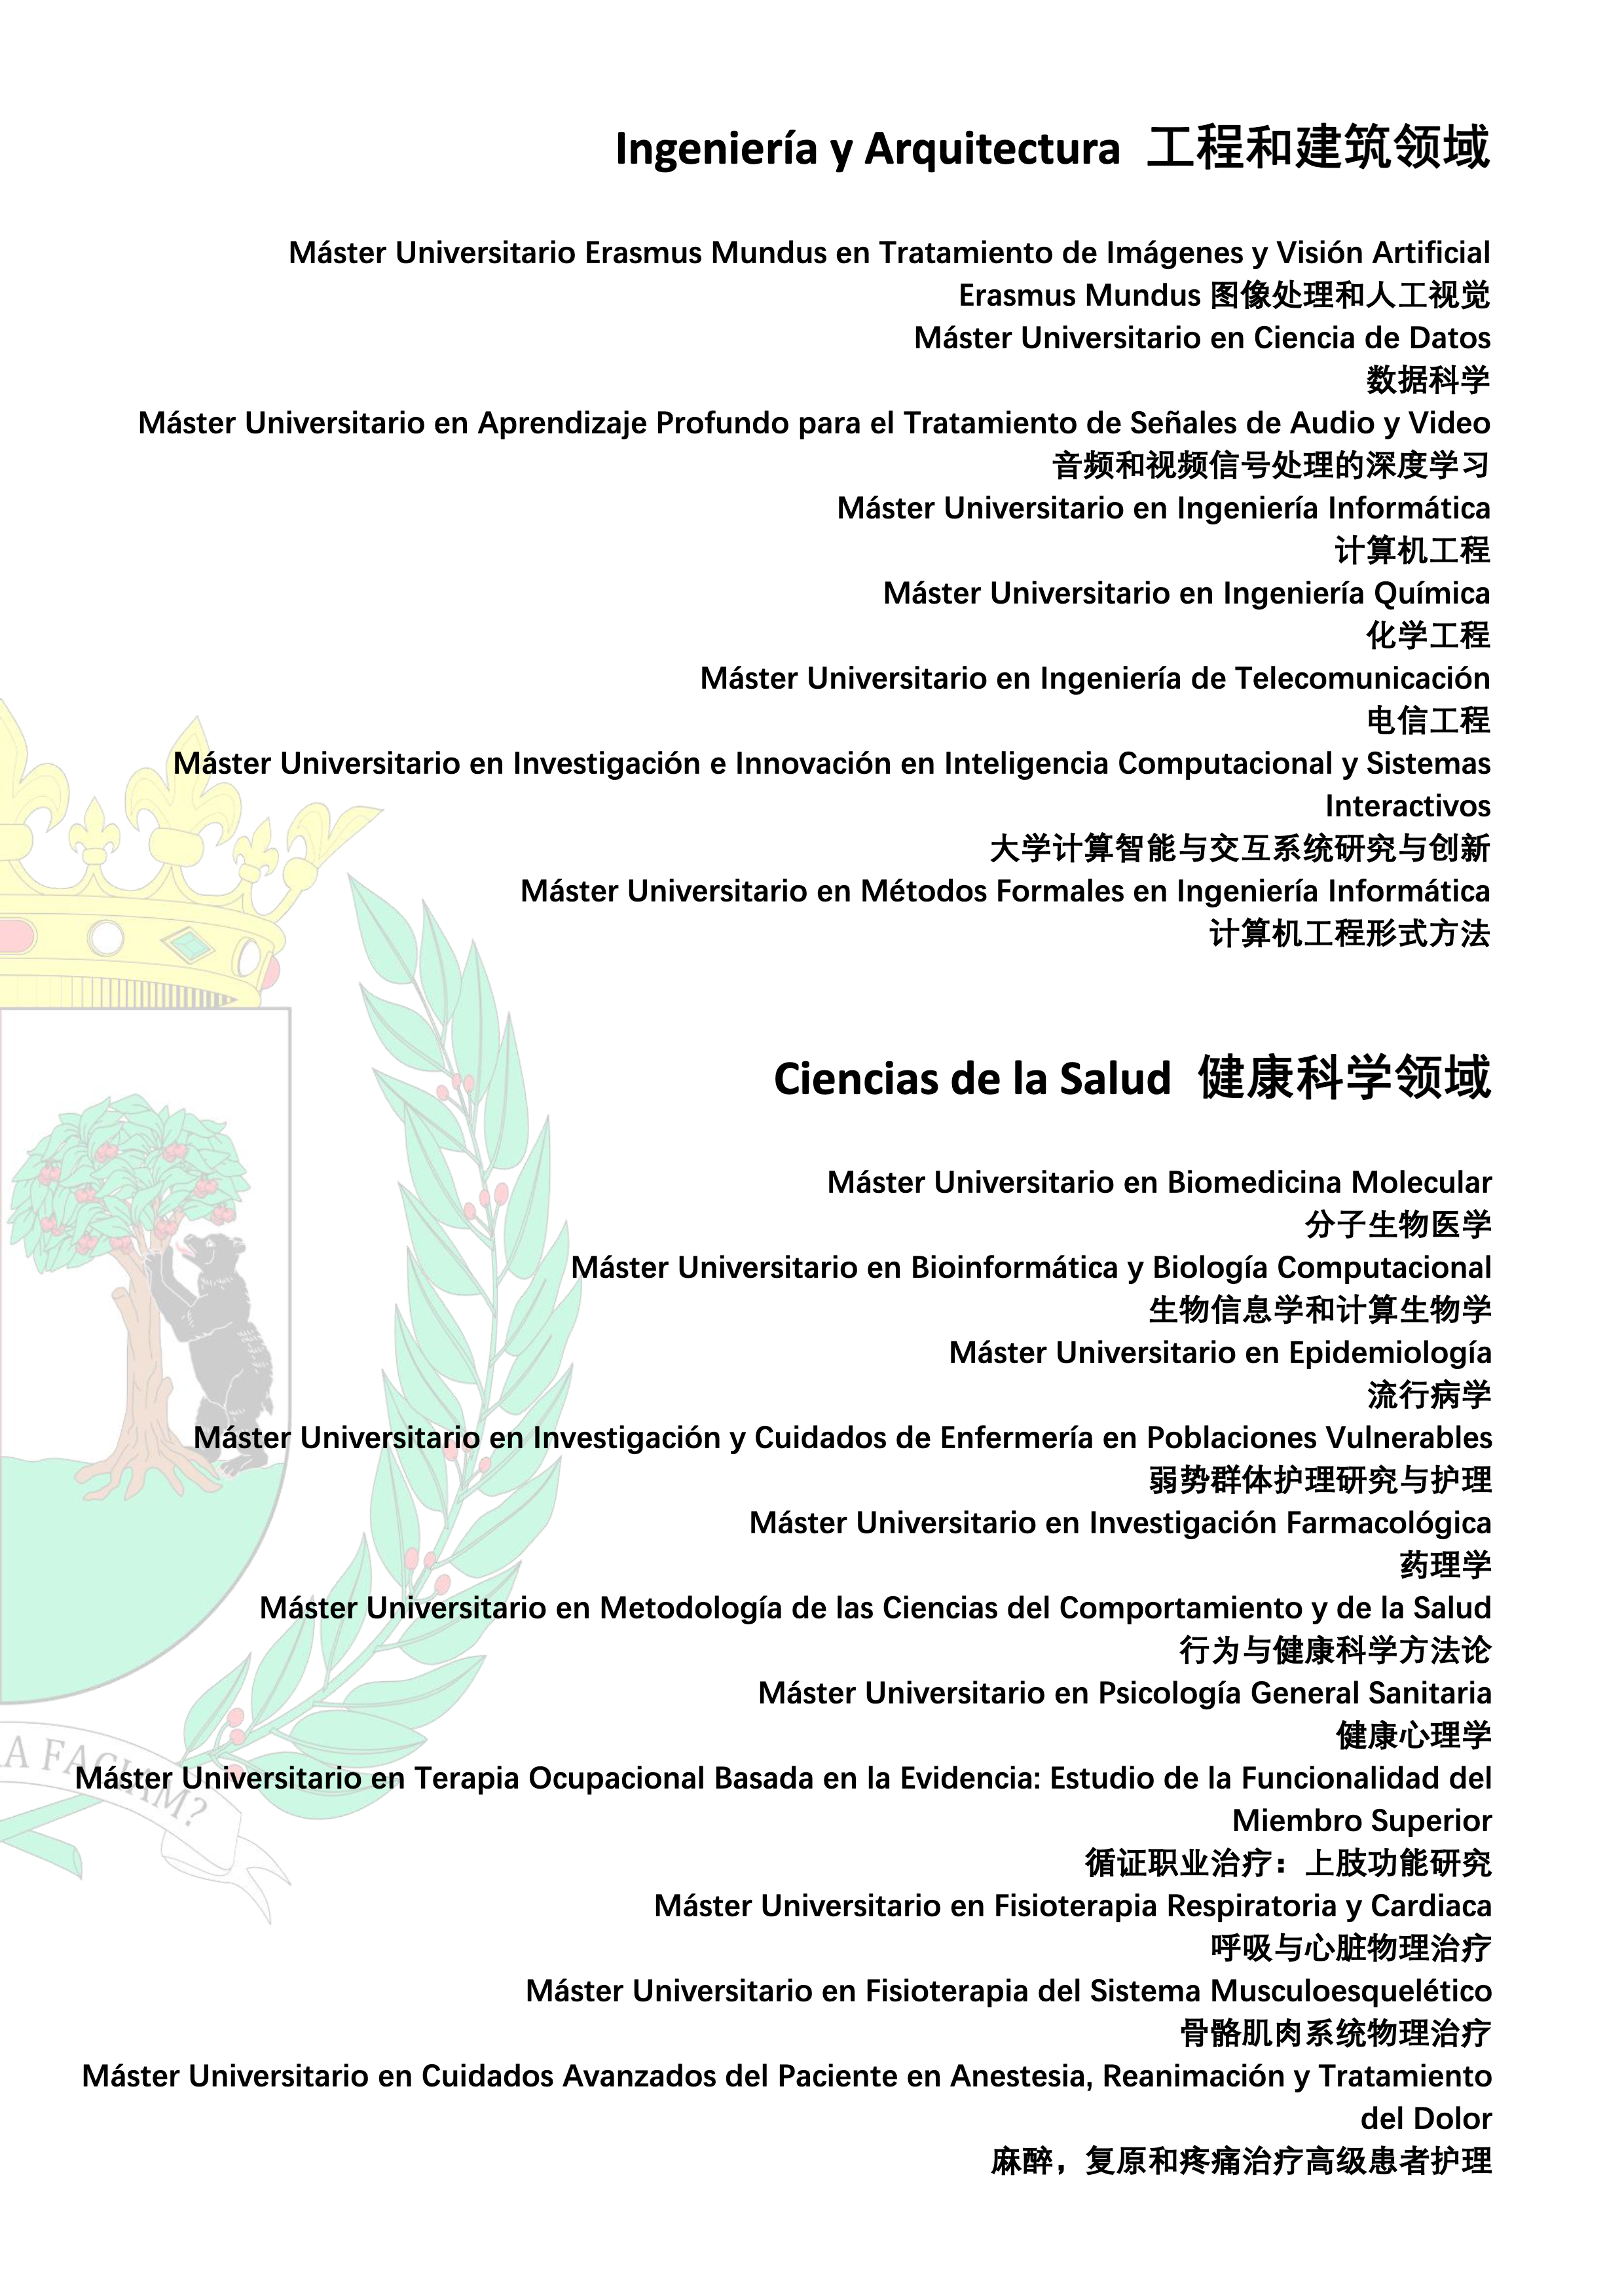 Ingeniería y Arquitectura 工程和建筑领域
Máster Universitario Erasmus Mundus en Tratamiento de Imágenes y Visión Artificial
Erasmus Mundus 图像处理和人工视觉
Máster Universitario en Ciencia de Datos
数据科学
Máster Universitario en Aprendizaje Profundo para el Tratamiento de Señales de Audio y Video
音频和视频信号处理的深度学习
Máster Universitario en Ingeniería Informática
计算机工程
Máster Universitario en Ingeniería Química
化学工程
Máster Universitario en Ingeniería de Telecomunicación
电信工程
Máster Universitario en Investigación e Innovación en Inteligencia Computacional y Sistemas
Interactivos
大学计算智能与交互系统研究与创新
Máster Universitario en Métodos Formales en Ingeniería Informática
计算机工程形式方法
Ciencias de la Salud 健康科学领域
Máster Universitario en Biomedicina Molecular
分子生物医学
Máster Universitario en Bioinformática y Biología Computacional
生物信息学和计算生物学
Máster Universitario en Epidemiología
流行病学
Máster Universitario en Investigación y Cuidados de Enfermería en Poblaciones Vulnerables
弱势群体护理研究与护理
Máster Universitario en Investigación Farmacológica
药理学
Máster Universitario en Metodología de las Ciencias del Comportamiento y de la Salud
行为与健康科学方法论
Máster Universitario en Psicología General Sanitaria
健康心理学
A FACIAM?
Máster Universitario en Terapia Ocupacional Basada en la Evidencia: Estudio de la Funcionalidad del
Miembro Superior
循证职业治疗：上肢功能研究
Máster Universitario en Fisioterapia Respiratoria y Cardiaca
呼吸与心脏物理治疗
Máster Universitario en Fisioterapia del Sistema Musculoesquelético
骨骼肌肉系统物理治疗
Máster Universitario en Cuidados Avanzados del Paciente en Anestesia, Reanimación y Tratamiento
del Dolor
麻醉，复原和疼痛治疗高级患者护理